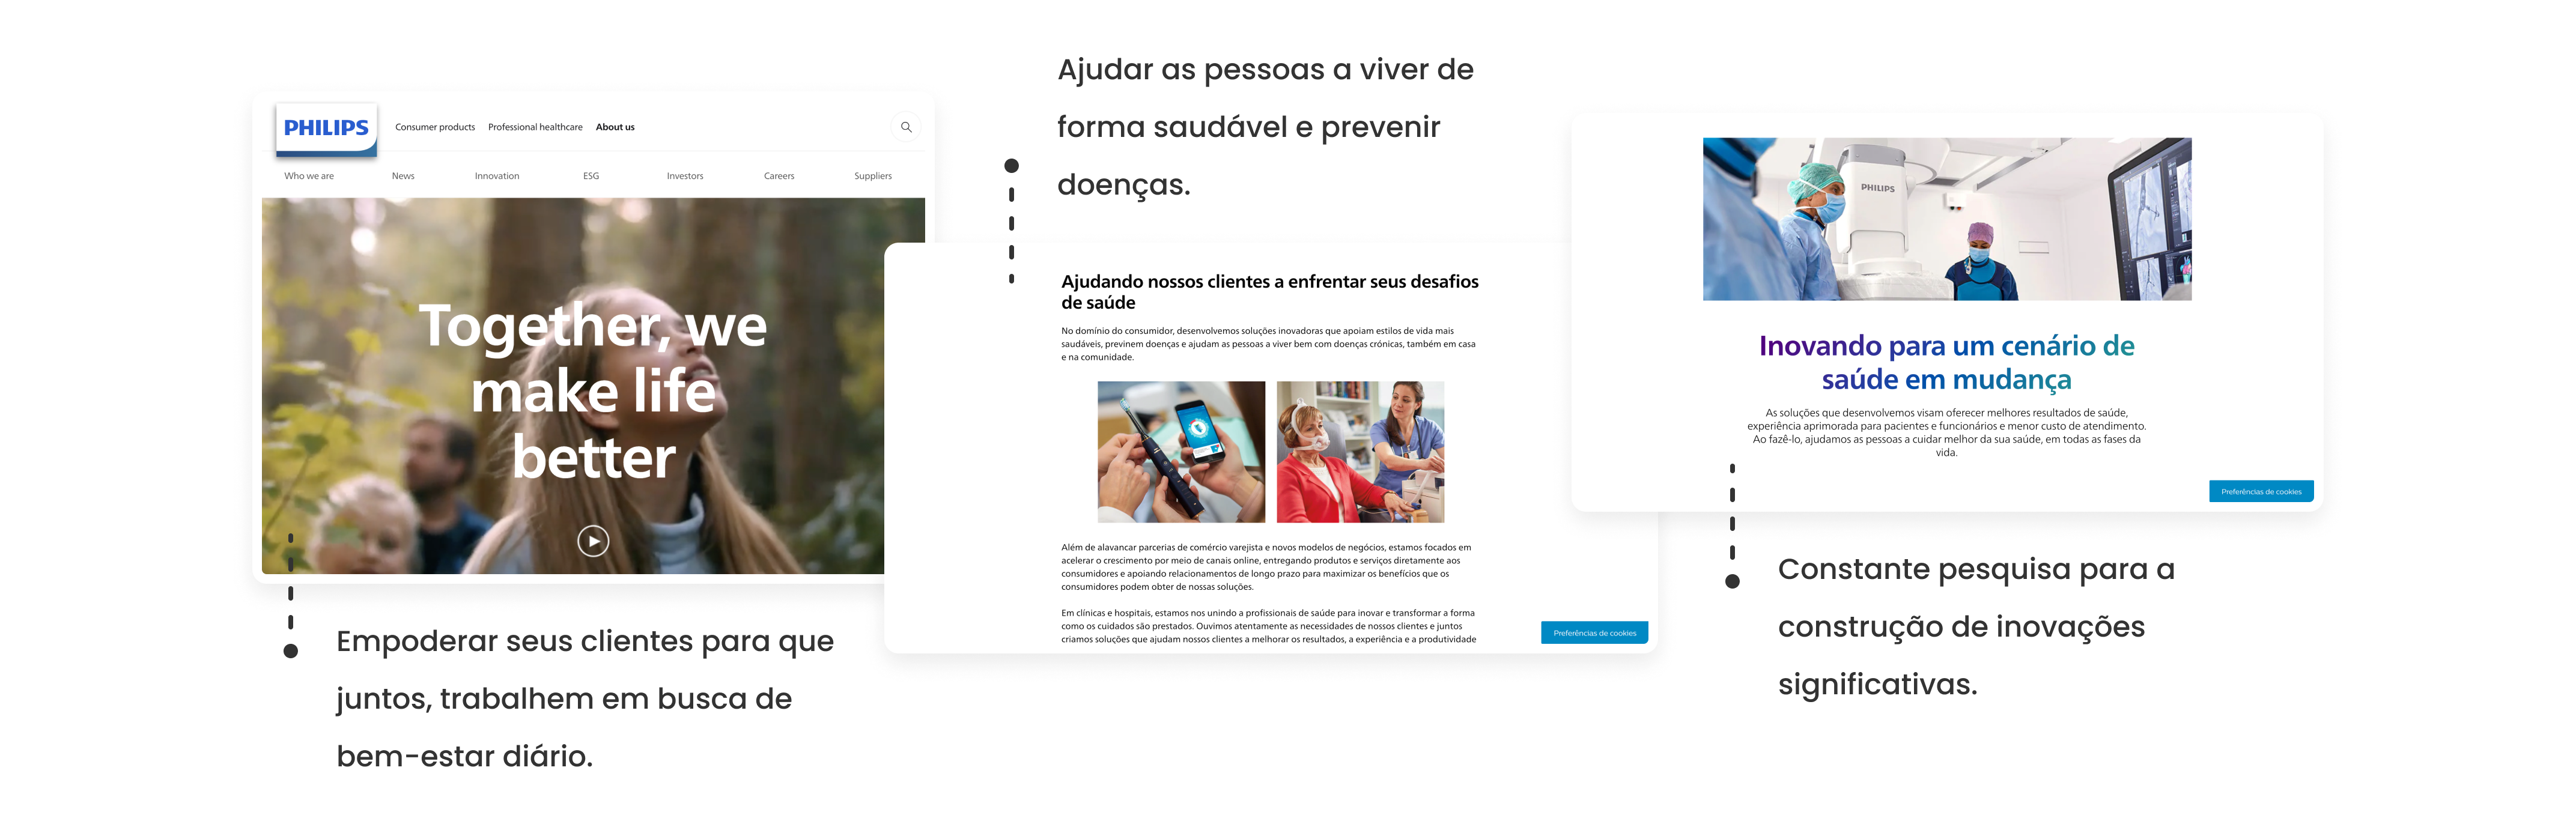 PHILIPS
Consumer products Professional healthcare About us
Who we are News Innovation ESG Investors Careers Suppliers
Together, we
make life
better
Empoderar seus clientes para que
juntos, trabalhem em busca de
bem-estar diário.
Ajudar as pessoas a viver de
forma saudável e prevenir
doenças.
Ajudando nossos clientes a enfrentar seus desafios
de saúde
No domínio do consumidor, desenvolvemos soluções inovadoras que apoiam estilos de vida mais
saudáveis, previnem doenças e ajudam as pessoas a viver bem com doenças crónicas, também em casa
e na comunidade.
Além de alavancar parcerias de comércio varejista e novos modelos de negócios, estamos focados em
acelerar o crescimento por meio de canais online, entregando produtos e serviços diretamente aos
consumidores e apoiando relacionamentos de longo prazo para maximizar os benefícios que os
consumidores podem obter de nossas soluções.
Em clínicas e hospitais, estamos nos unindo a profissionais de saúde para inovar e transformar a forma
como os cuidados são prestados. Ouvimos atentamente as necessidades de nossos clientes e juntos
criamos soluções que ajudam nossos clientes a melhorar os resultados, a experiência e a produtividade
Preferências de cookies
PHILIPS
Inovando para um cenário de
saúde em mudança
As soluções que desenvolvemos visam oferecer melhores resultados de saúde,
experiência aprimorada para pacientes e funcionários e menor custo de atendimento.
Ao fazê-lo, ajudamos as pessoas a cuidar melhor da sua saúde, em todas as fases da
vida.
Preferências de cookies
Constante pesquisa para a
construção de inovações
significativas.